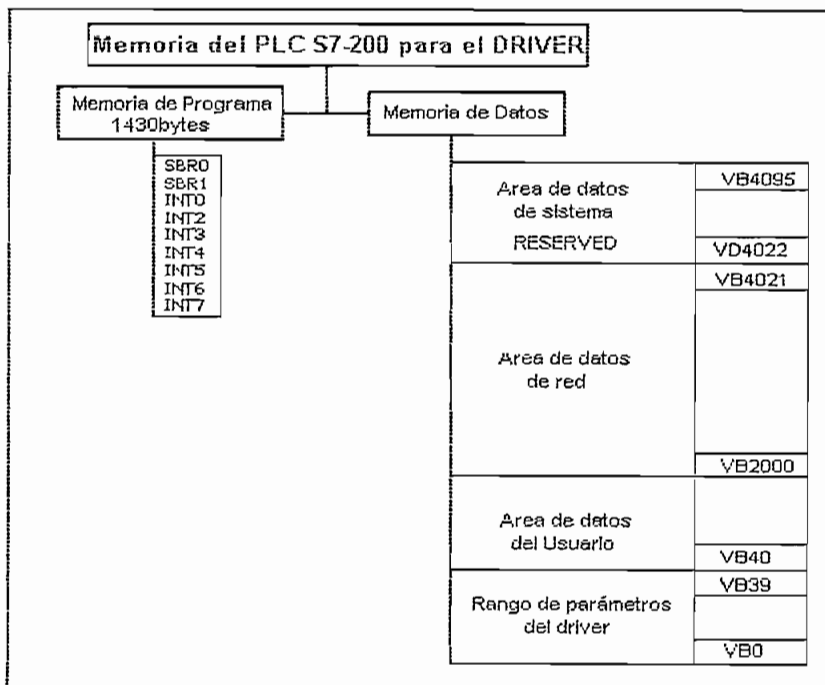 Memoria del PLC S7-200 para el DRIVER
Memoria de Programa
1430bytes
Memoria de Datos
SBR0
SBR1
INT0
INT2
INT3
INT4
INT5
INT6
INT7
Area de datos
de sistema
RESERVED
VB4095
VD4022
VB4021
Area de datos
de red
VB2000
Area de datos
del Usuario
VB40
VB39
Rango de parámetros
del driver
VB0